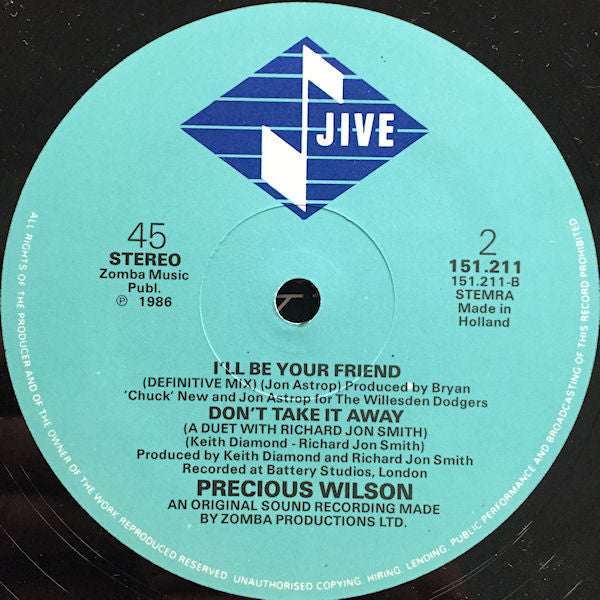 JIVE
45
STEREO
Zomba Music
Publ.
℗ 1986
2
151.211
151.211-B
STEMRA
Made in
Holland
I'LL BE YOUR FRIEND
(DEFINITIVE MIX) (Jon Astrop) Produced by Bryan
'Chuck' New and Jon Astrop for The Willesden Dodgers
DON'T TAKE IT AWAY
(A DUET WITH RICHARD JON SMITH)
(Keith Diamond - Richard Jon Smith)
Produced by Keith Diamond and Richard Jon Smith
Recorded at Battery Studios, London
PRECIOUS WILSON
AN ORIGINAL SOUND RECORDING MADE
BY ZOMBA PRODUCTIONS LTD.
ALL RIGHTS OF THE PRODUCER AND OF THE OWNER OF THE WORK REPRODUCED RESERVED. UNAUTHORISED COPYING, HIRING, LENDING, PUBLIC PERFORMANCE AND BROADCASTING OF THIS RECORD PROHIBITED